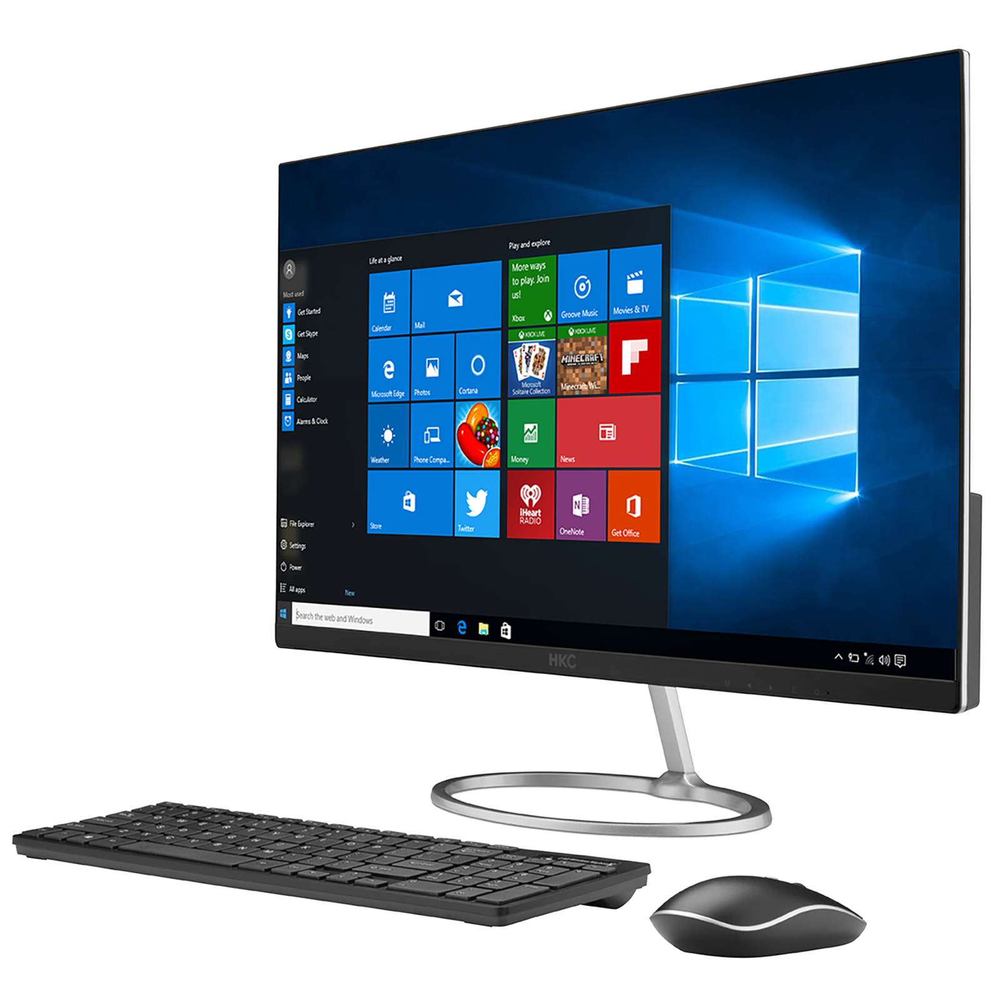 Life at a glance
Play and explore
Most used
Get Started
Get Skype
Maps
People
Calculator
Alarms & Clock
File Explorer
Settings
Power
All apps
New
Calendar
Mail
Microsoft Edge
Photos
Cortana
Weather
Phone Compa...
Store
Twitter
More ways
to play. Join
us!
Xbox
Groove Music
Movies & TV
XBOX LIVE
Microsoft
Solitaire Collection
XBOX LIVE
MINECRAFT
Minecraft: Wi...
Money
News
iHeart
RADIO
OneNote
Get Office
Search the web and Windows
HKC